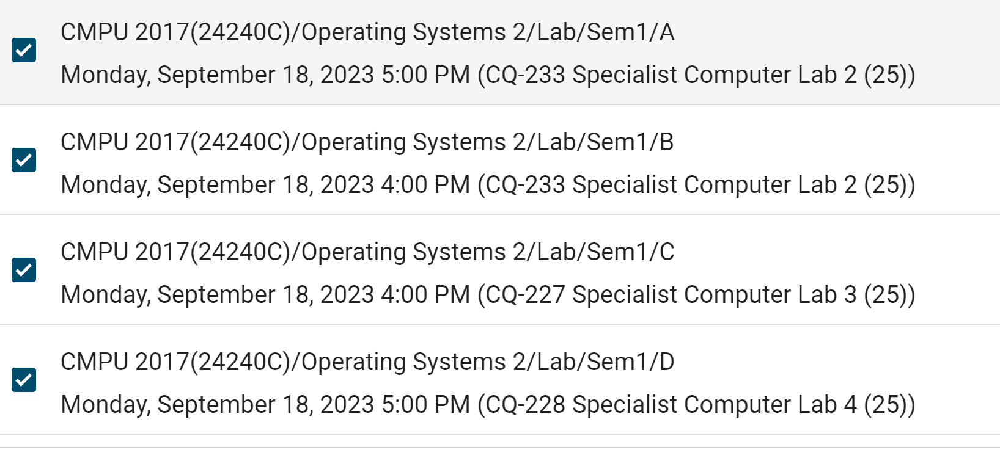 CMPU 2017(24240C)/Operating Systems 2/Lab/Sem1/A
Monday, September 18, 2023 5:00 PM (CQ-233 Specialist Computer Lab 2 (25))
CMPU 2017(24240C)/Operating Systems 2/Lab/Sem1/B
Monday, September 18, 2023 4:00 PM (CQ-233 Specialist Computer Lab 2 (25))
CMPU 2017(24240C)/Operating Systems 2/Lab/Sem1/C
Monday, September 18, 2023 4:00 PM (CQ-227 Specialist Computer Lab 3 (25))
CMPU 2017(24240C)/Operating Systems 2/Lab/Sem1/D
Monday, September 18, 2023 5:00 PM (CQ-228 Specialist Computer Lab 4 (25))